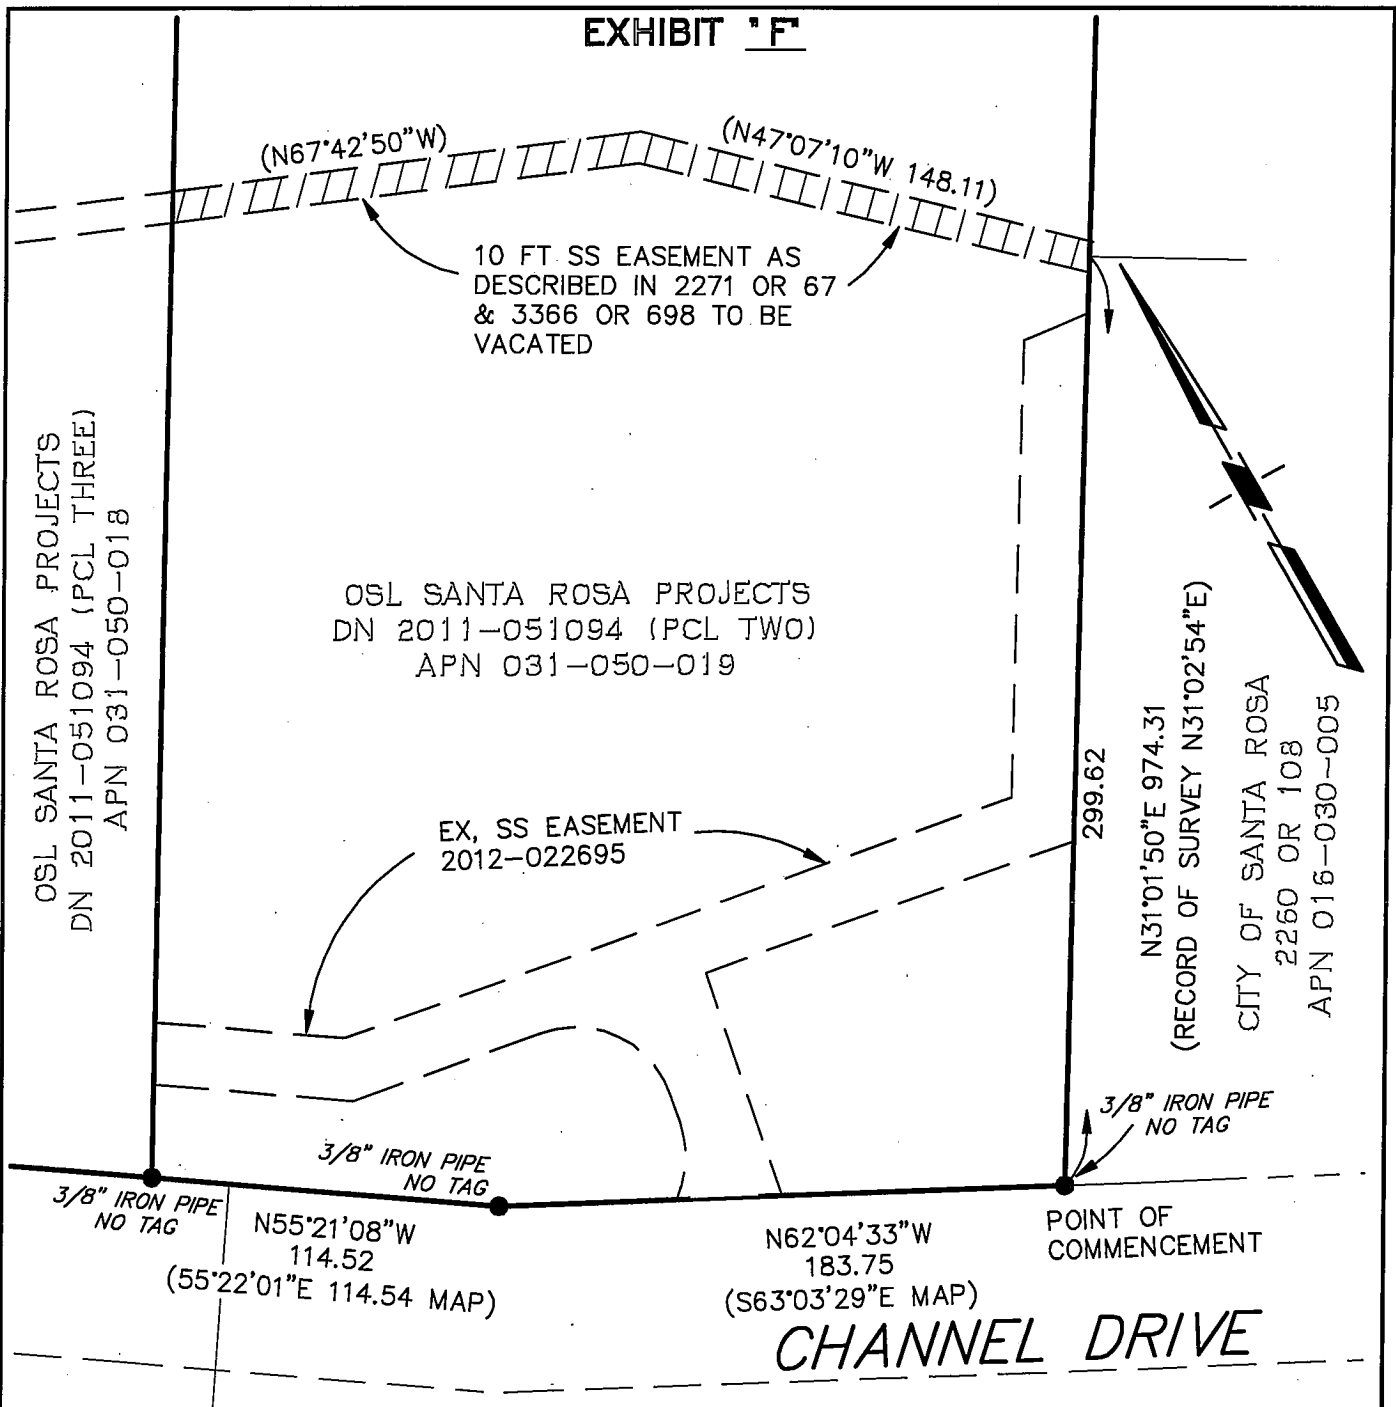 EXHIBIT "F"
(N67°42'50"W)
(N47°07'10"W 148.11)
10 FT SS EASEMENT AS
DESCRIBED IN 2271 OR 67
& 3366 OR 698 TO BE
VACATED
OSL SANTA ROSA PROJECTS
DN 2011-051094 (PCL THREE)
APN 031-050-018
OSL SANTA ROSA PROJECTS
DN 2011-051094 (PCL TWO)
APN 031-050-019
299.62
N31°01'50"E 974.31
(RECORD OF SURVEY N31°02'54"E)
CITY OF SANTA ROSA
2260 OR 108
APN 016-030-005
EX, SS EASEMENT
2012-022695
3/8" IRON PIPE
NO TAG
3/8" IRON PIPE
NO TAG
3/8" IRON PIPE
NO TAG
N55°21'08"W
114.52
(55°22'01"E 114.54 MAP)
N62°04'33"W
183.75
(S63°03'29"E MAP)
POINT OF
COMMENCEMENT
CHANNEL DRIVE